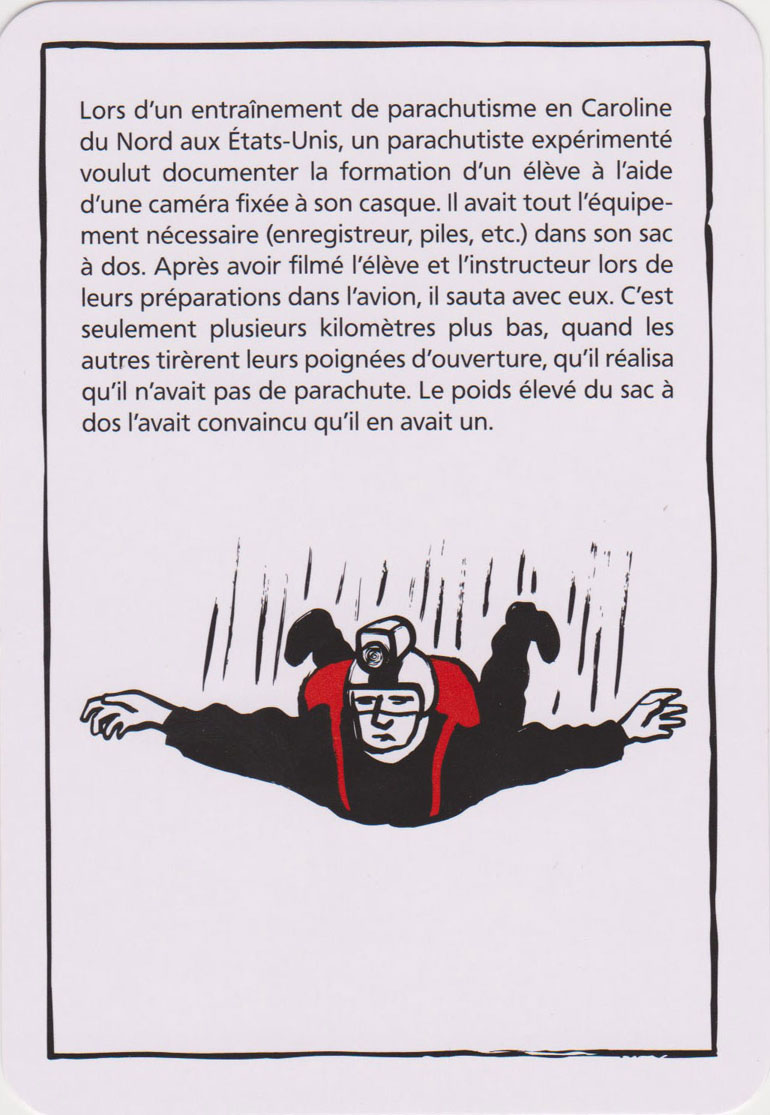 Lors d'un entraînement de parachutisme en Caroline
du Nord aux États-Unis, un parachutiste expérimenté
voulut documenter la formation d'un élève à l'aide
d'une caméra fixée à son casque. Il avait tout l'équipe-
ment nécessaire (enregistreur, piles, etc.) dans son sac
à dos. Après avoir filmé l'élève et l'instructeur lors de
leurs préparations dans l'avion, il sauta avec eux. C'est
seulement plusieurs kilomètres plus bas, quand les
autres tirèrent leurs poignées d'ouverture, qu'il réalisa
qu'il n'avait pas de parachute. Le poids élevé du sac à
dos l'avait convaincu qu'il en avait un.